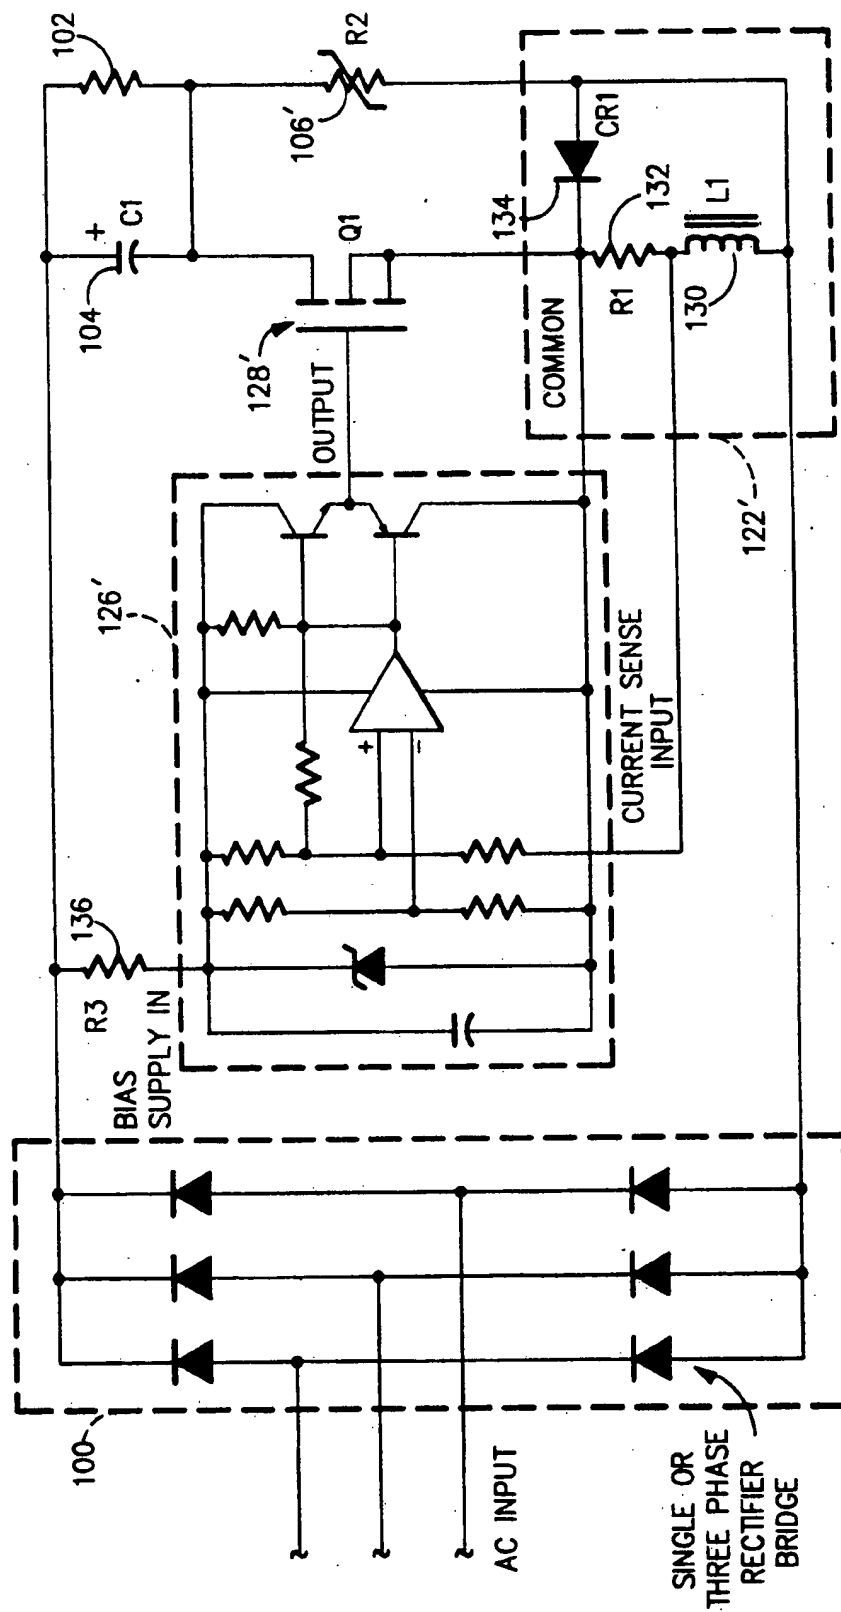 100
SINGLE OR
THREE PHASE
RECTIFIER
BRIDGE
AC INPUT
~
~
~
BIAS
SUPPLY IN
R3
136
126'
+
−
CURRENT SENSE
INPUT
OUTPUT
128'
Q1
104
+
C1
102
106'
R2
COMMON
134
CR1
R1
132
130
L1
122'